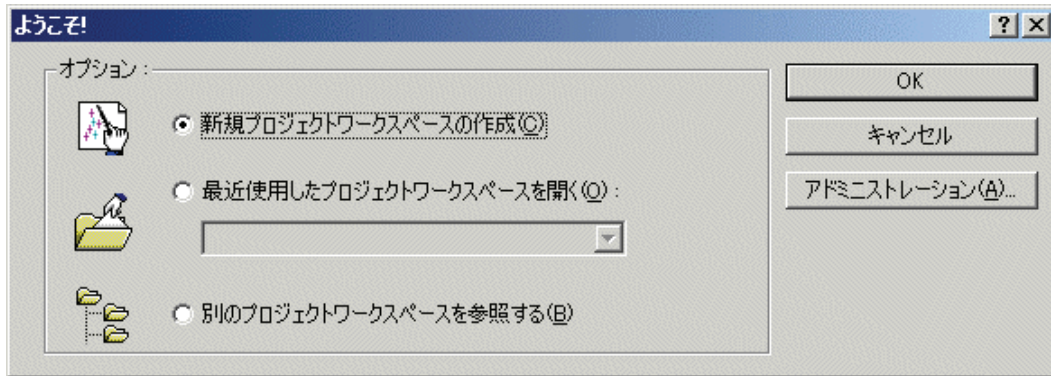 ようこそ!
オプション :
新規プロジェクトワークスペースの作成(C)
最近使用したプロジェクトワークスペースを開く(O) :
別のプロジェクトワークスペースを参照する(B)
OK
キャンセル
アドミニストレーション(A)...